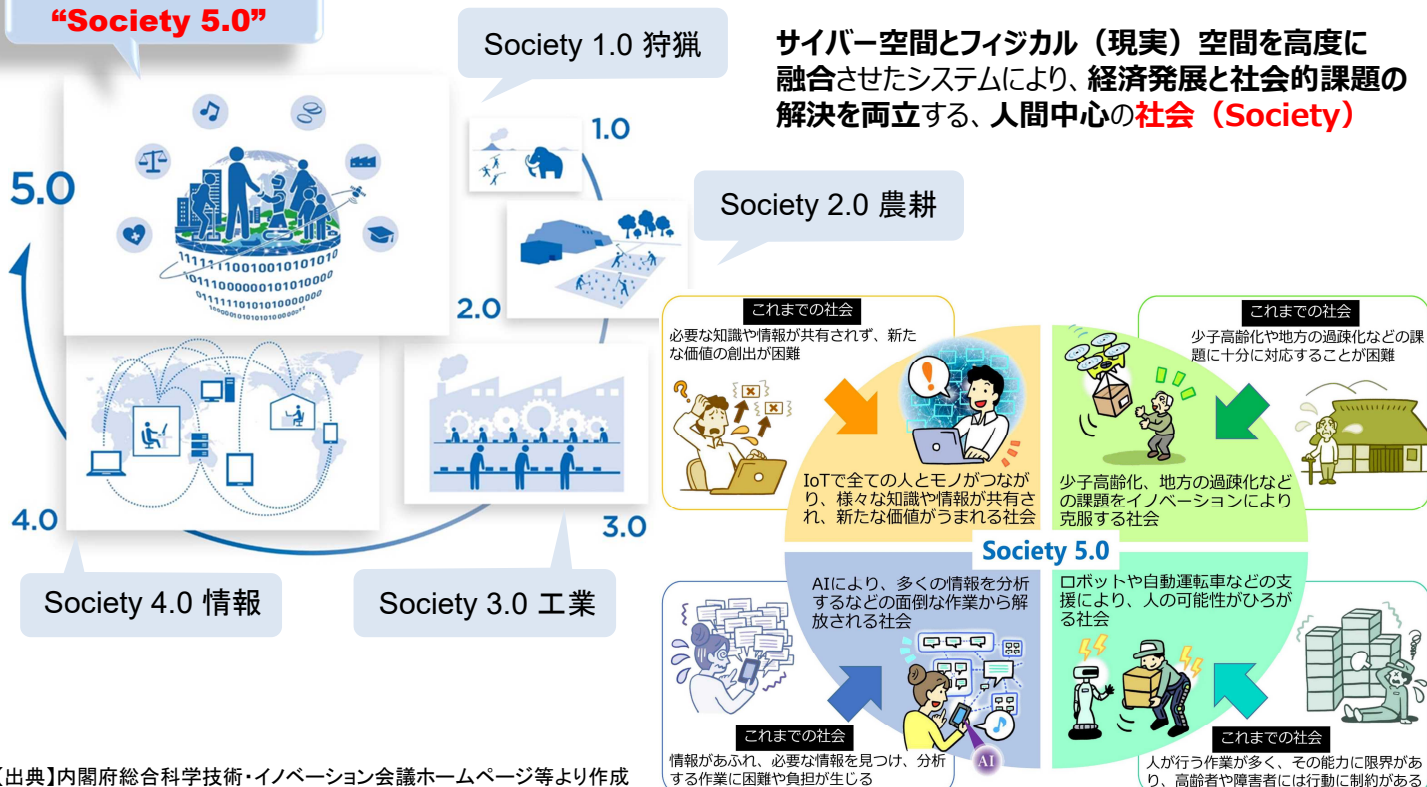 “Society 5.0”
Society 1.0 狩猟
サイバー空間とフィジカル（現実）空間を高度に
融合させたシステムにより、経済発展と社会的課題の
解決を両立する、人間中心の社会（Society）
1.0
5.0
Society 2.0 農耕
1111111001001010101010
2.0
4.0
3.0
Society 4.0 情報
Society 3.0 工業
これまでの社会
必要な知識や情報が共有されず、新た
な価値の創出が困難
IoTで全ての人とモノがつなが
り、様々な知識や情報が共有さ
れ、新たな価値がうまれる社会
これまでの社会
少子高齢化や地方の過疎化などの課
題に十分に対応することが困難
少子高齢化、地方の過疎化など
の課題をイノベーションにより
克服する社会
Society 5.0
AIにより、多くの情報を分析
するなどの面倒な作業から解
放される社会
AI
これまでの社会
情報があふれ、必要な情報を見つけ、分析
する作業に困難や負担が生じる
ロボットや自動運転車などの支
援により、人の可能性がひろが
る社会
これまでの社会
人が行う作業が多く、その能力に限界があ
り、高齢者や障害者には行動に制約がある
【出典】内閣府総合科学技術・イノベーション会議ホームページ等より作成